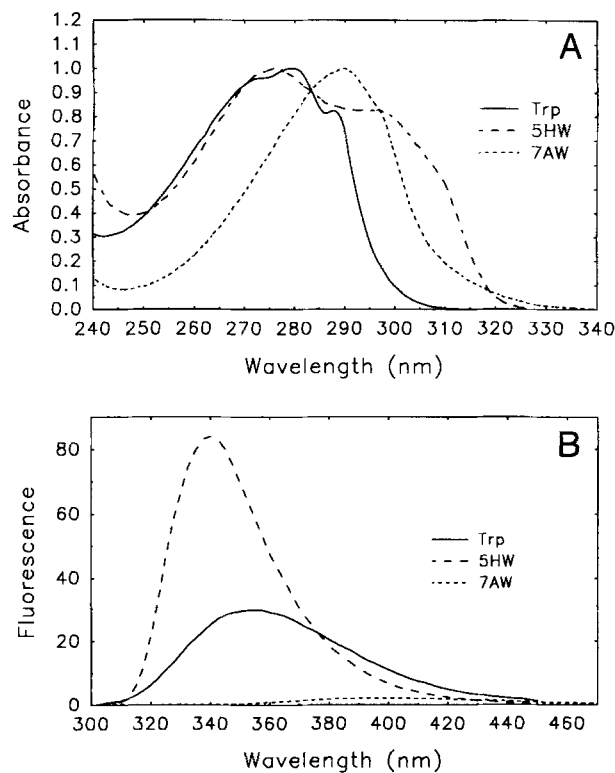 A
1.2
1.1
1.0
0.9
0.8
0.7
0.6
0.5
0.4
0.3
0.2
0.1
0.0
Absorbance
Trp
5HW
7AW
240 250 260 270 280 290 300 310 320 330 340
Wavelength (nm)
B
80
60
40
20
0
Fluorescence
Trp
5HW
7AW
300 320 340 360 380 400 420 440 460
Wavelength (nm)